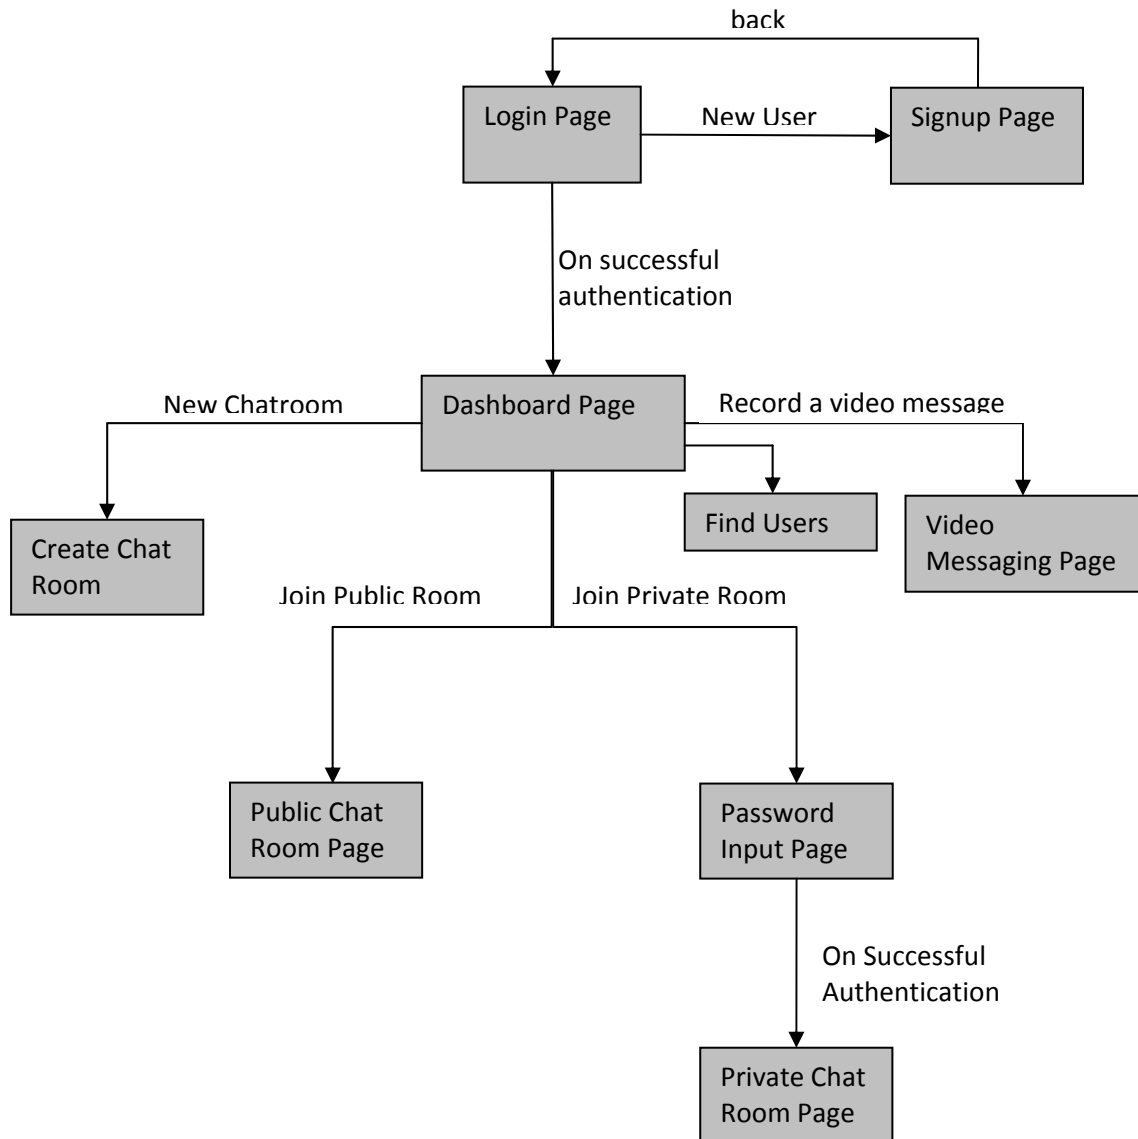 back
Login Page
New User
Signup Page
On successful
authentication
New Chatroom
Dashboard Page
Record a video message
Find Users
Video
Messaging Page
Create Chat
Room
Join Public Room
Join Private Room
Public Chat
Room Page
Password
Input Page
On Successful
Authentication
Private Chat
Room Page